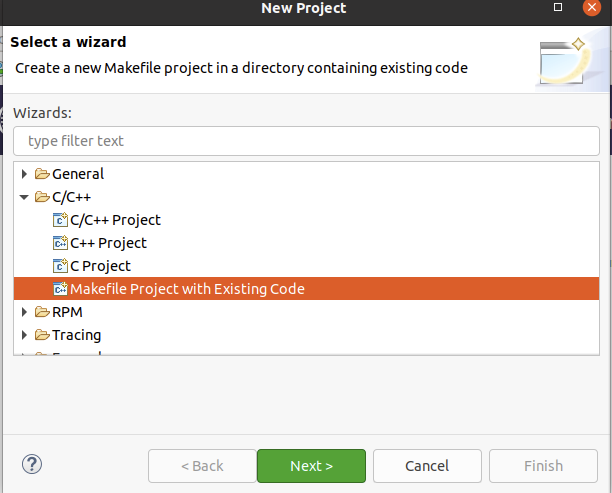 New Project
Select a wizard
Create a new Makefile project in a directory containing existing code
Wizards:
type filter text
General
C/C++
C/C++ Project
C++ Project
C Project
Makefile Project with Existing Code
RPM
Tracing
< Back
Next >
Cancel
Finish